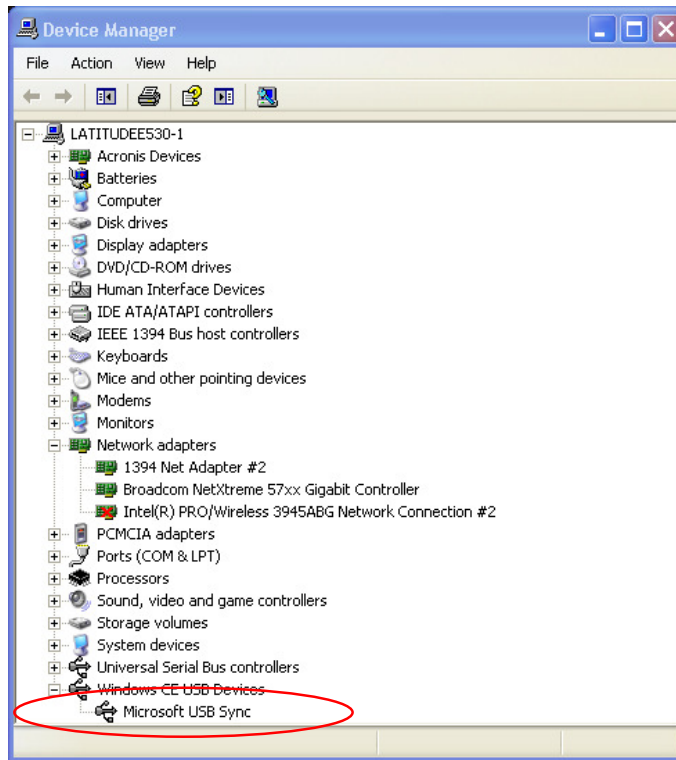 Device Manager
File Action View Help
LATITUDEE530-1
Acronis Devices
Batteries
Computer
Disk drives
Display adapters
DVD/CD-ROM drives
Human Interface Devices
IDE ATA/ATAPI controllers
IEEE 1394 Bus host controllers
Keyboards
Mice and other pointing devices
Modems
Monitors
Network adapters
1394 Net Adapter #2
Broadcom NetXtreme 57xx Gigabit Controller
Intel(R) PRO/Wireless 3945ABG Network Connection #2
PCMCIA adapters
Ports (COM & LPT)
Processors
Sound, video and game controllers
Storage volumes
System devices
Universal Serial Bus controllers
Windows CE USB Devices
Microsoft USB Sync